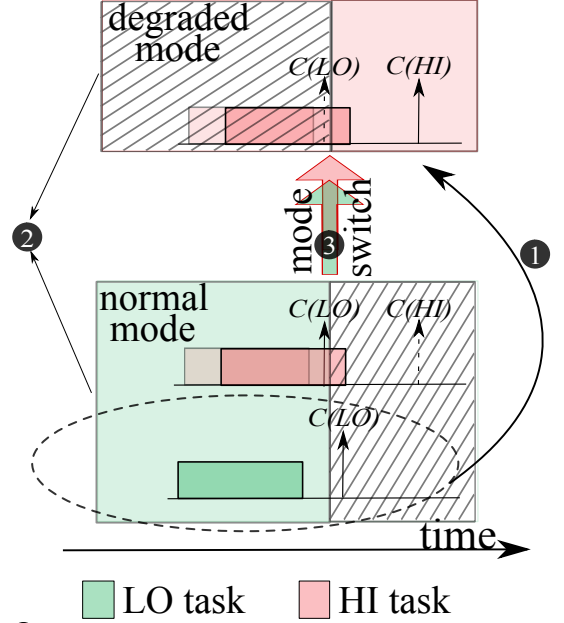 degraded
mode
C(LO) C(HI)
2
mode
3
switch
1
normal
mode
C(LO) C(HI)
C(LO)
time
LO task HI task